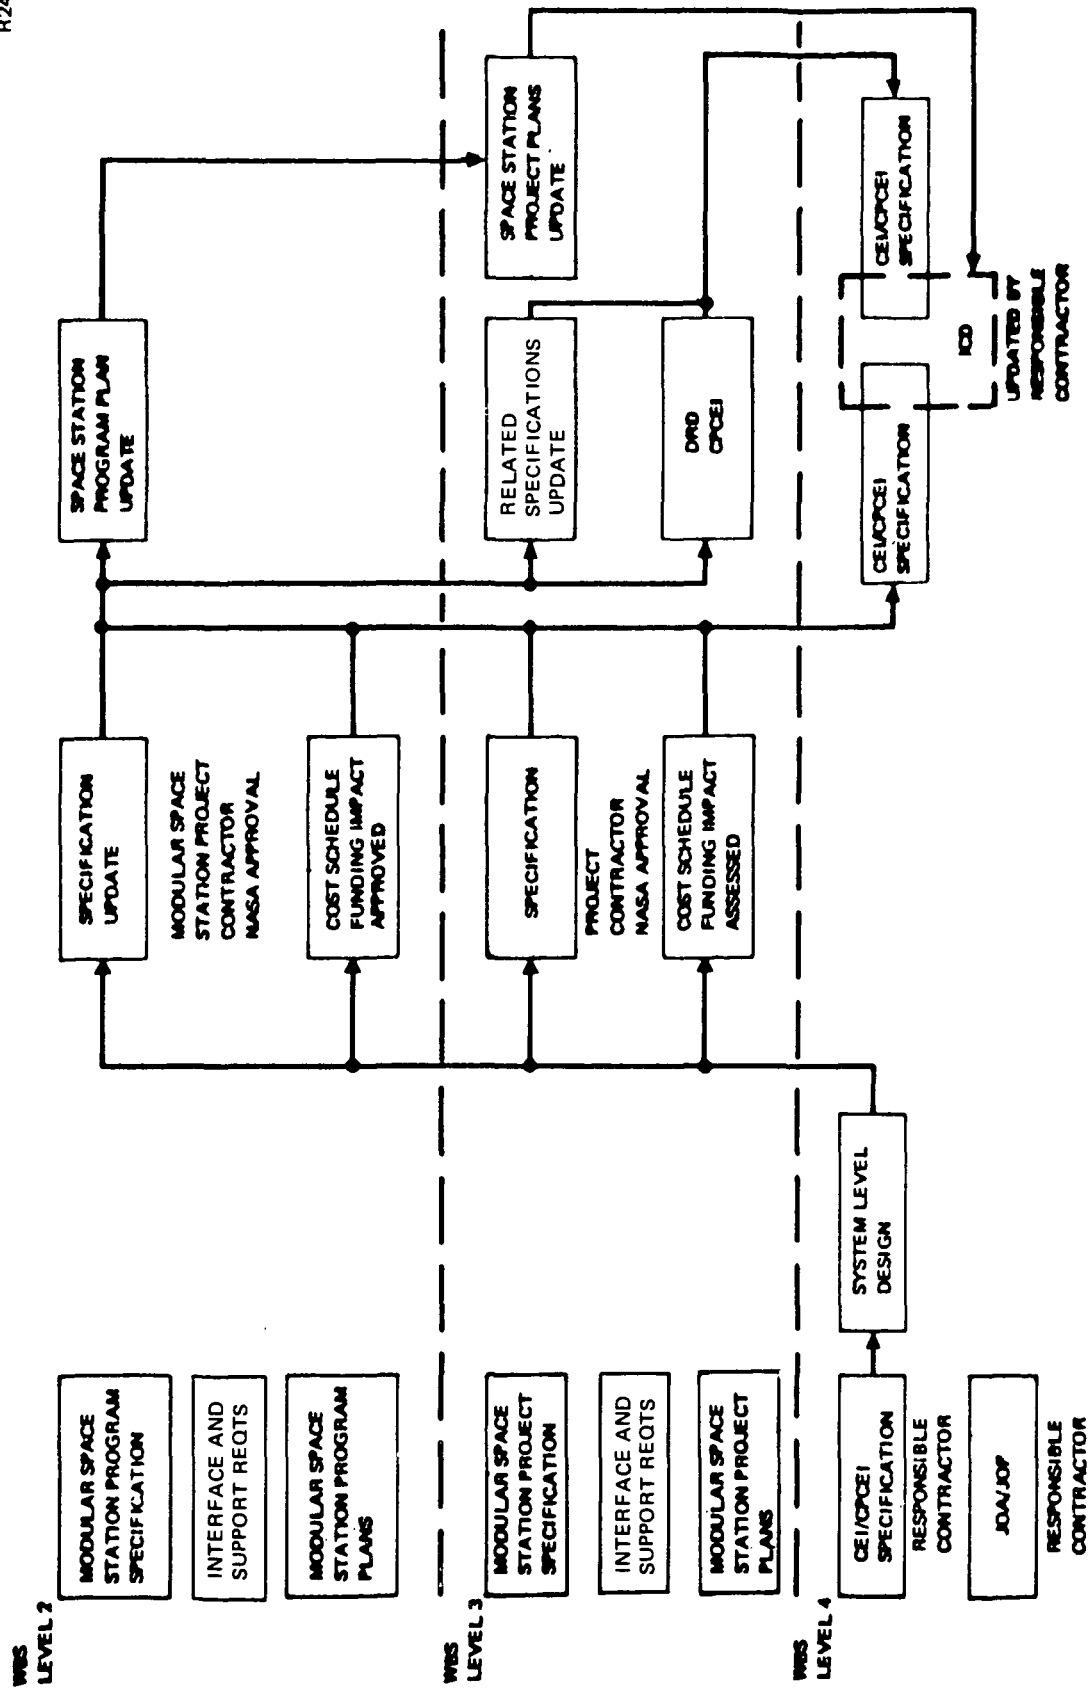 R24
WBS
LEVEL 2
MODULAR SPACE
STATION PROGRAM
SPECIFICATION
INTERFACE AND
SUPPORT REQTS
MODULAR SPACE
STATION PROGRAM
PLANS
SPECIFICATION
UPDATE
MODULAR SPACE
STATION PROJECT
CONTRACTOR
NASA APPROVAL
COST SCHEDULE
FUNDING IMPACT
APPROVED
SPACE STATION
PROGRAM PLAN
UPDATE
WBS
LEVEL 3
MODULAR SPACE
STATION PROJECT
SPECIFICATION
INTERFACE AND
SUPPORT REQTS
MODULAR SPACE
STATION PROJECT
PLANS
SPECIFICATION
PROJECT
CONTRACTOR
NASA APPROVAL
COST SCHEDULE
FUNDING IMPACT
ASSESSED
RELATED
SPECIFICATIONS
UPDATE
DRD
CPCEI
SPACE STATION
PROJECT PLANS
UPDATE
WBS
LEVEL 4
CEI/CPCEI
SPECIFICATION
RESPONSIBLE
CONTRACTOR
JOA/JOP
RESPONSIBLE
CONTRACTOR
SYSTEM LEVEL
DESIGN
CEI/CPCEI
SPECIFICATION
ICD
CEI/CPCEI
SPECIFICATION
UPDATED BY
RESPONSIBLE
CONTRACTOR